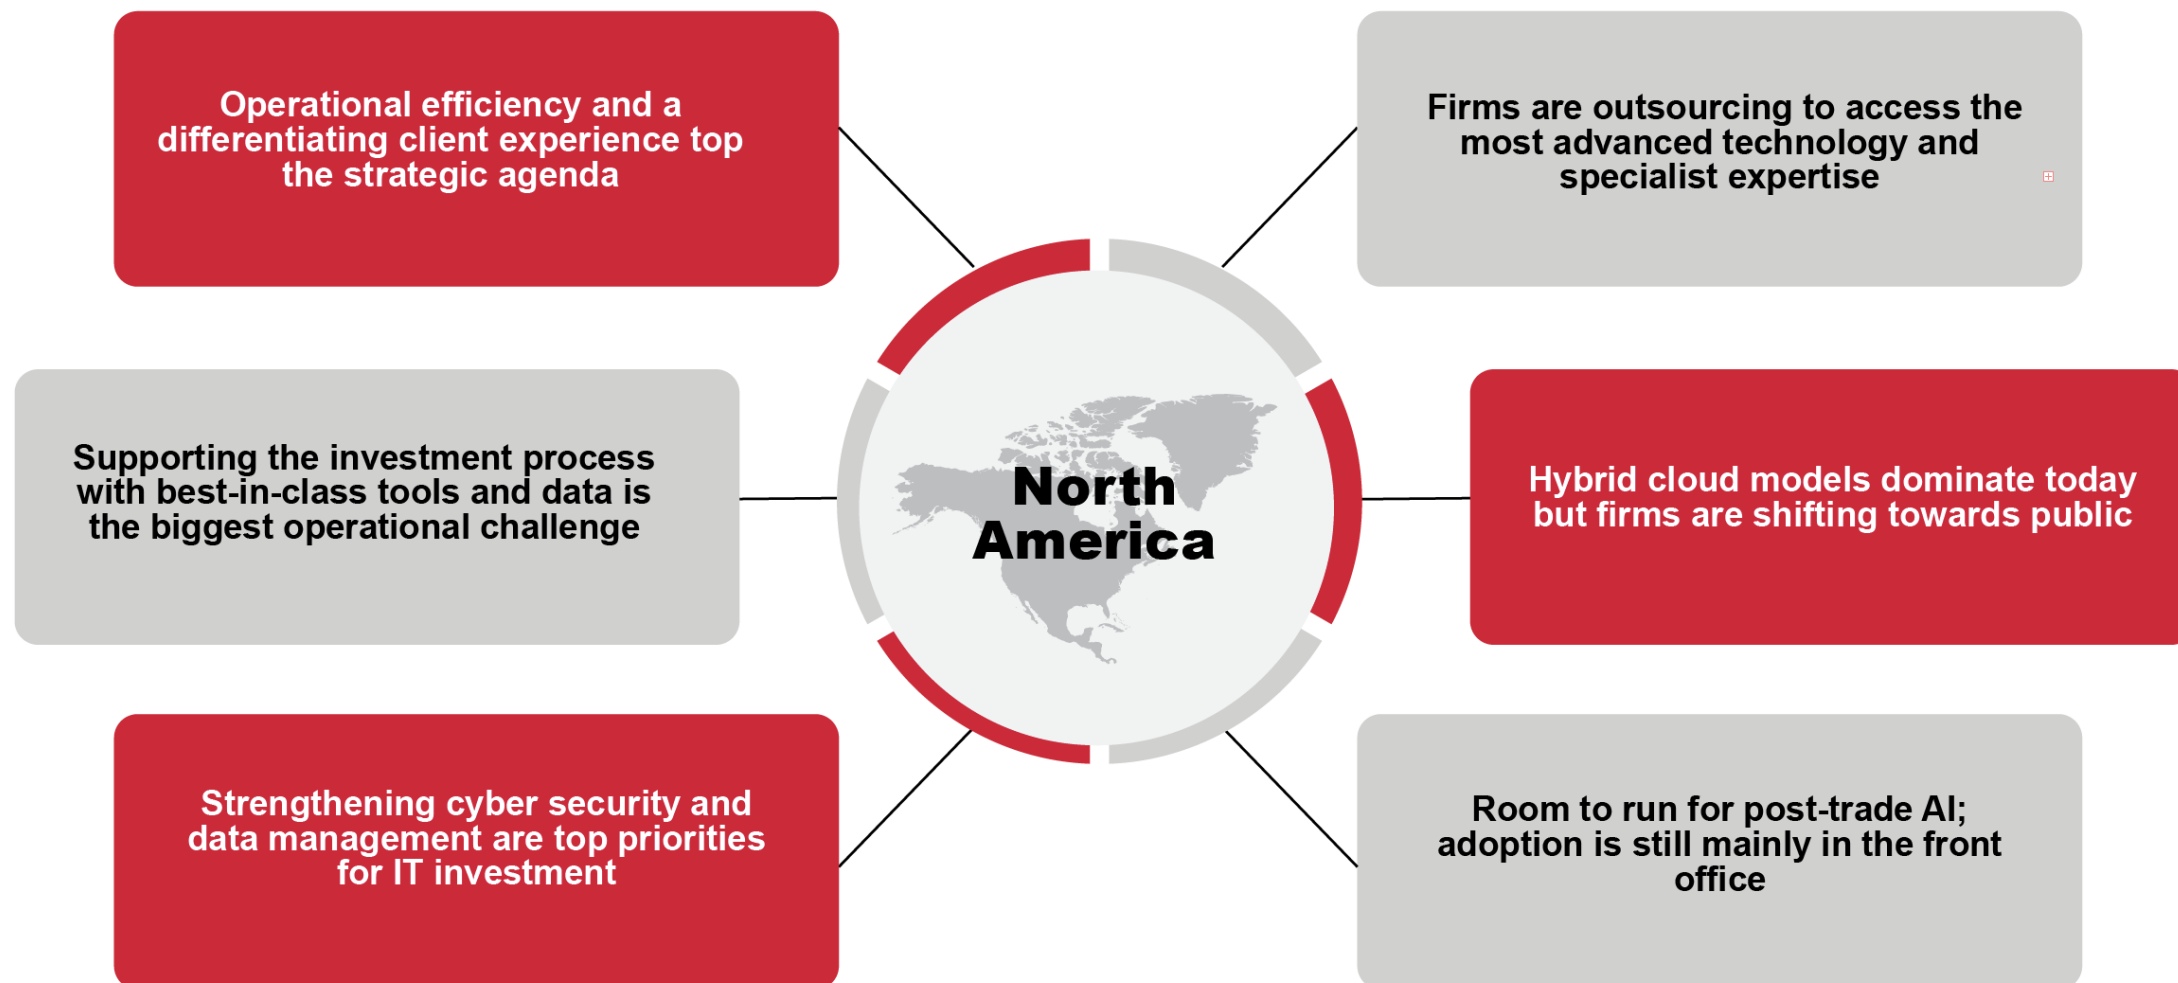 Operational efficiency and a
differentiating client experience top
the strategic agenda
Firms are outsourcing to access the
most advanced technology and
specialist expertise
Supporting the investment process
with best-in-class tools and data is
the biggest operational challenge
North
America
Hybrid cloud models dominate today
but firms are shifting towards public
Strengthening cyber security and
data management are top priorities
for IT investment
Room to run for post-trade AI;
adoption is still mainly in the front
office